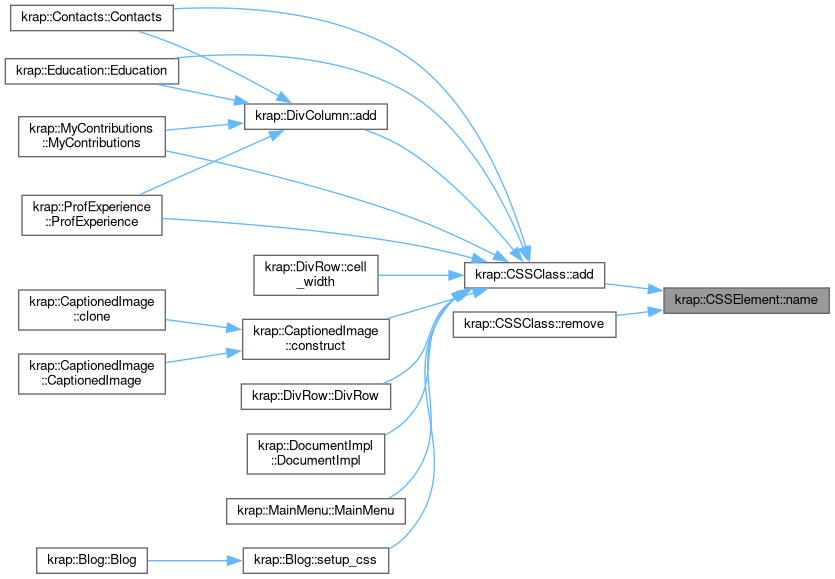 krap::Contacts::Contacts
krap::Education::Education
krap::DivColumn::add
krap::MyContributions
::MyContributions
krap::ProfExperience
::ProfExperience
krap::DivRow::cell
_width
krap::CSSClass::add
krap::CSSElement::name
krap::CaptionedImage
::clone
krap::CaptionedImage
::construct
krap::CSSClass::remove
krap::CaptionedImage
::CaptionedImage
krap::DivRow::DivRow
krap::DocumentImpl
::DocumentImpl
krap::MainMenu::MainMenu
krap::Blog::Blog
krap::Blog::setup_css